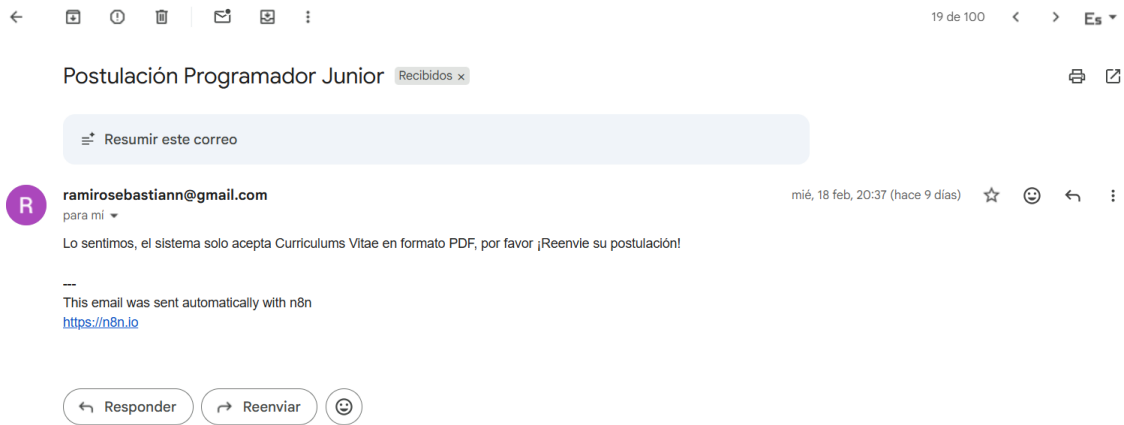 19 de 100
Es
Postulación Programador Junior Recibidos x
Resumir este correo
R
ramirosebastiann@gmail.com
mié, 18 feb, 20:37 (hace 9 días)
para mí
Lo sentimos, el sistema solo acepta Curriculums Vitae en formato PDF, por favor ¡Reenvie su postulación!
---
This email was sent automatically with n8n
https://n8n.io
Responder
Reenviar